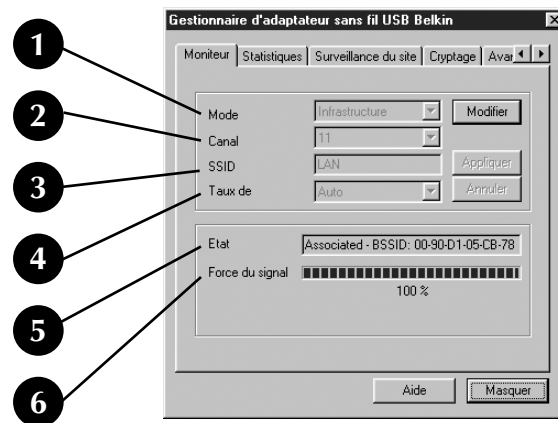 Gestionnaire d'adaptateur sans fil USB Belkin
Moniteur Statistiques Surveillance du site Cryptage Avan
1
Mode Infrastructure Modifier
2
Canal 11
3
SSID LAN Appliquer
4
Taux de Auto Annuler
5
Etat Associated - BSSID: 00-90-D1-05-CB-78
6
Force du signal
100 %
Aide Masquer